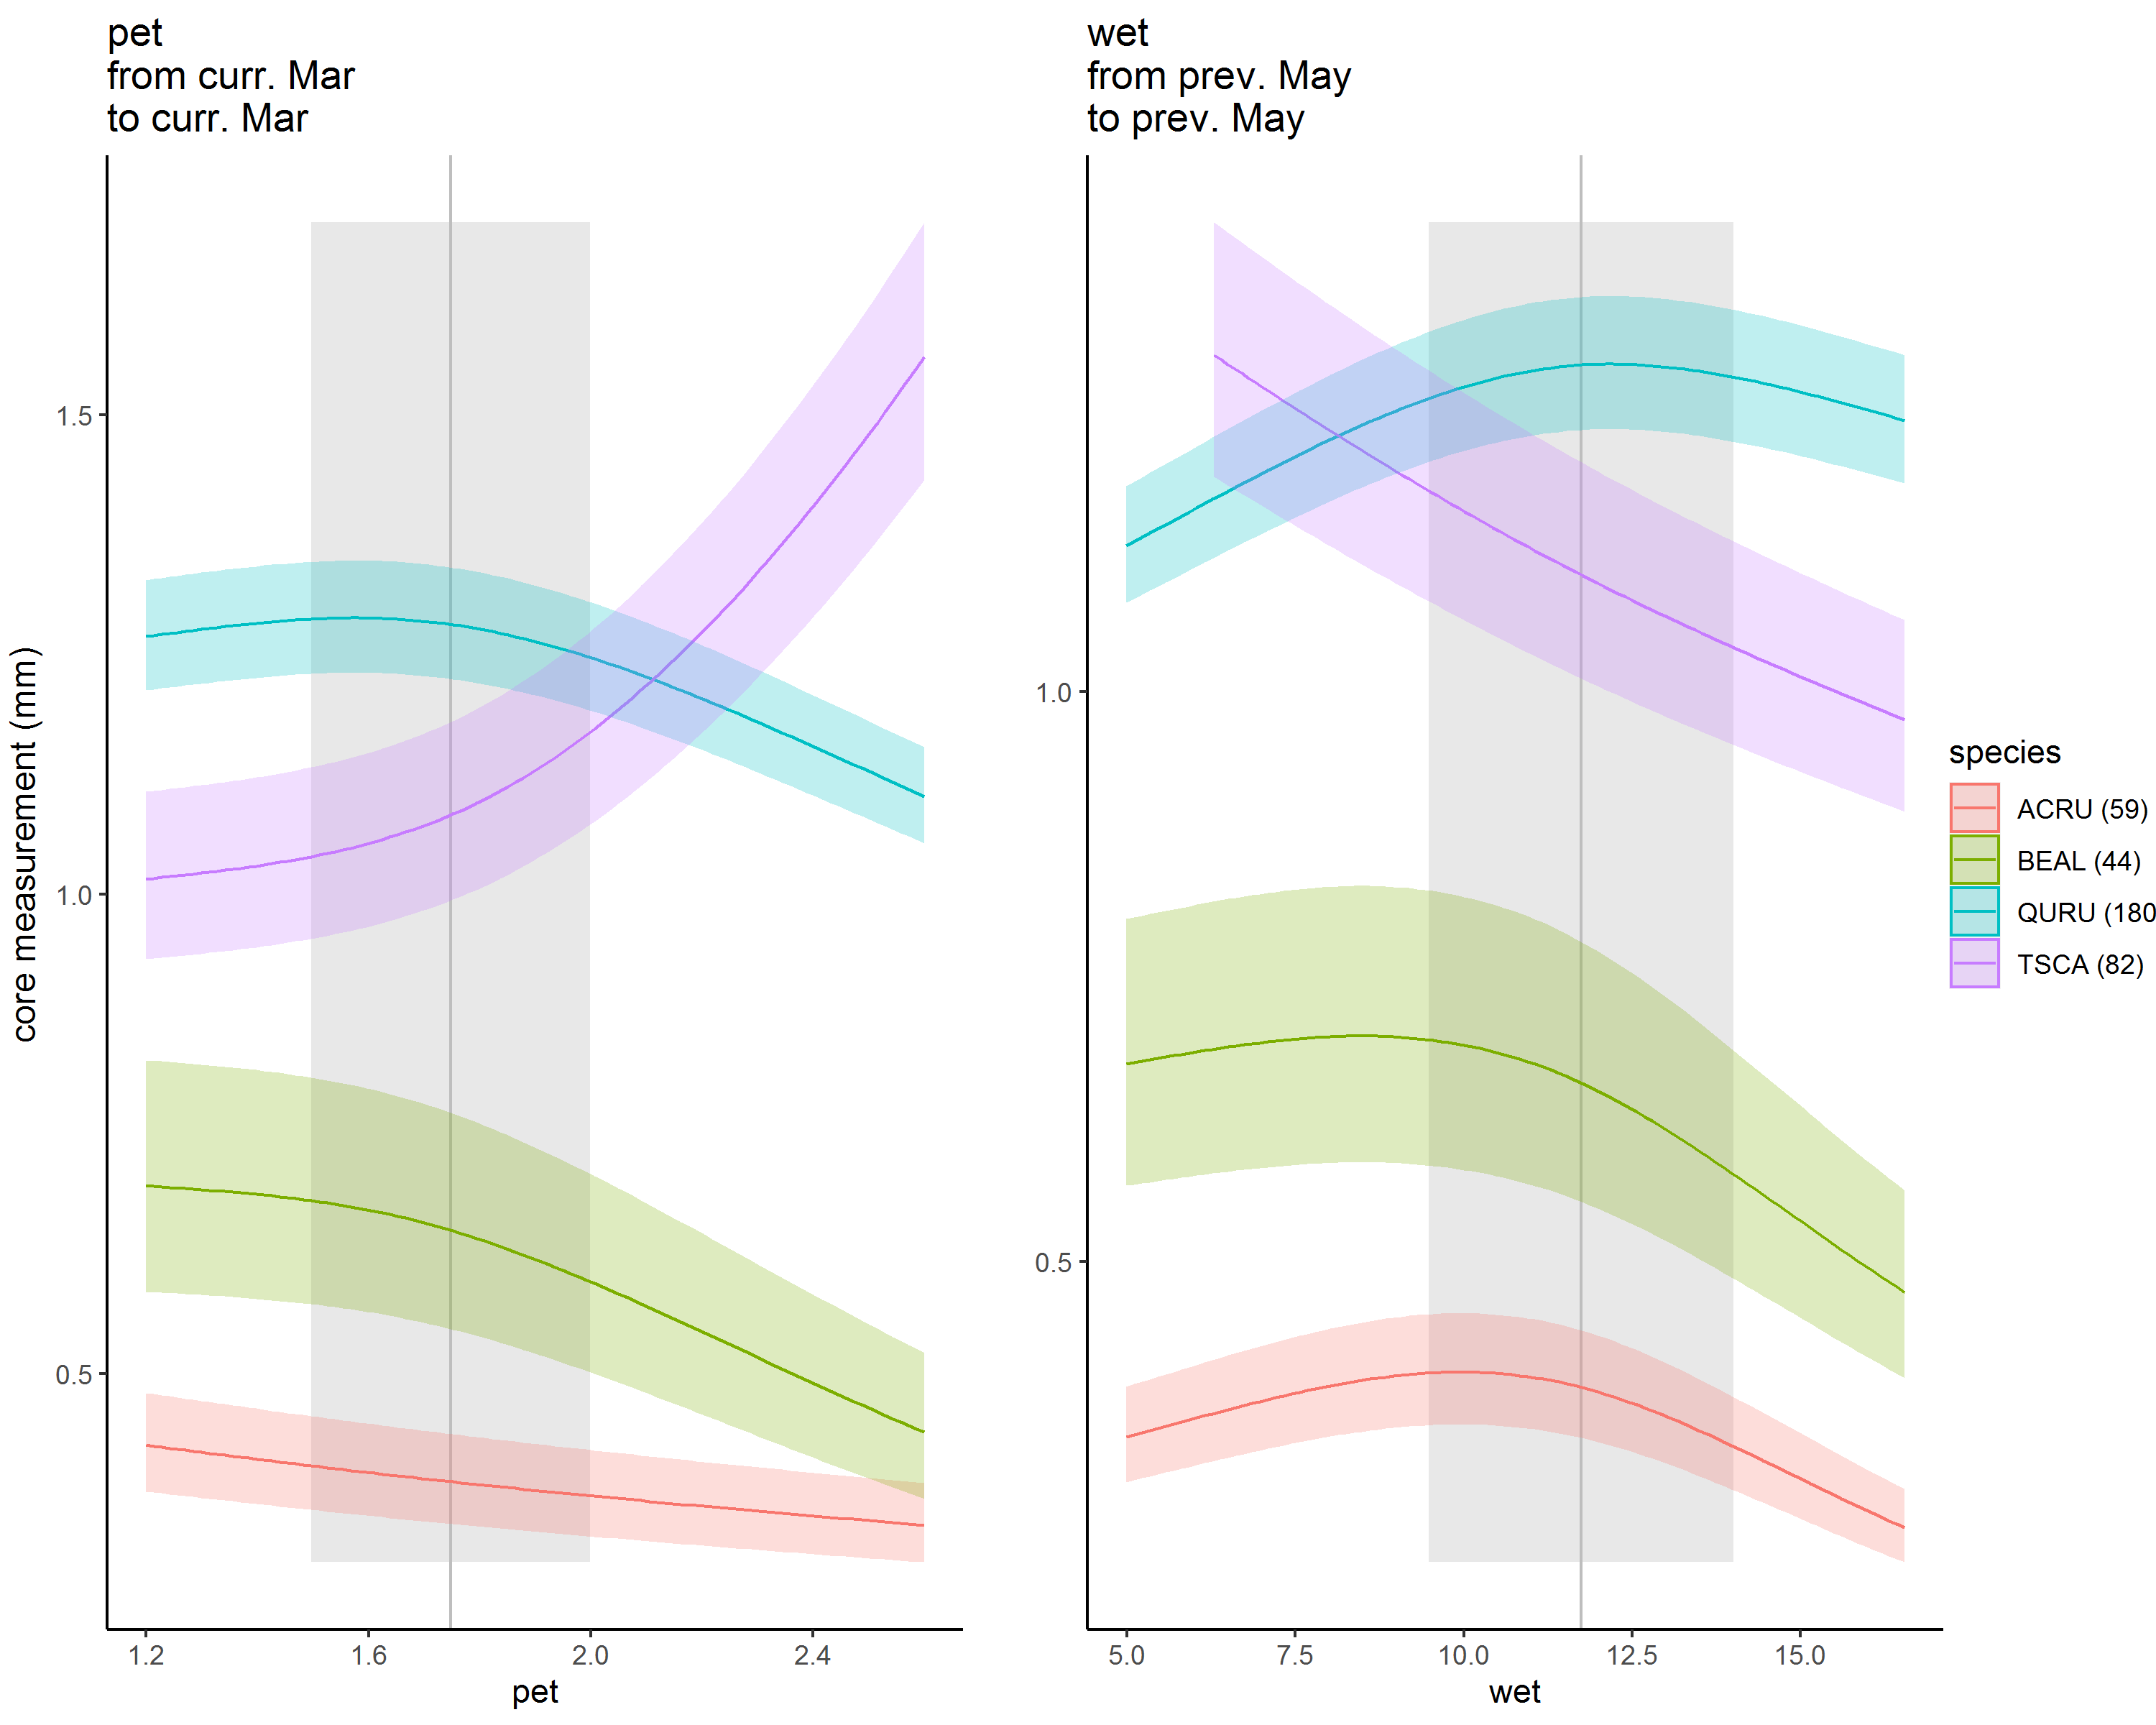 pet
from curr. Mar
to curr. Mar
wet
from prev. May
to prev. May
core measurement (mm)
1.5
1.0
0.5
1.2
1.6
2.0
2.4
pet
1.0
0.5
5.0
7.5
10.0
12.5
15.0
wet
species
ACRU (59)
BEAL (44)
QURU (180
TSCA (82)